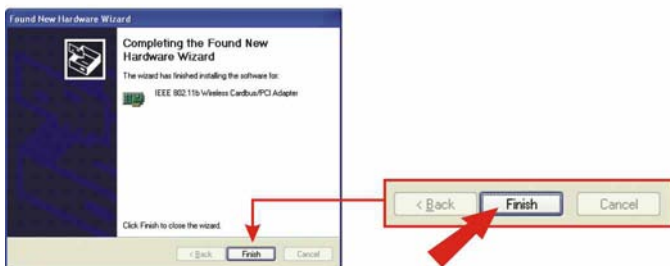 Found New Hardware Wizard
Completing the Found New
Hardware Wizard
The wizard has finished installing the software for:
IEEE 802.11b Wireless Cardbus/PCI Adapter
Click Finish to close the wizard.
< Back Finish Cancel
< Back Finish Cancel